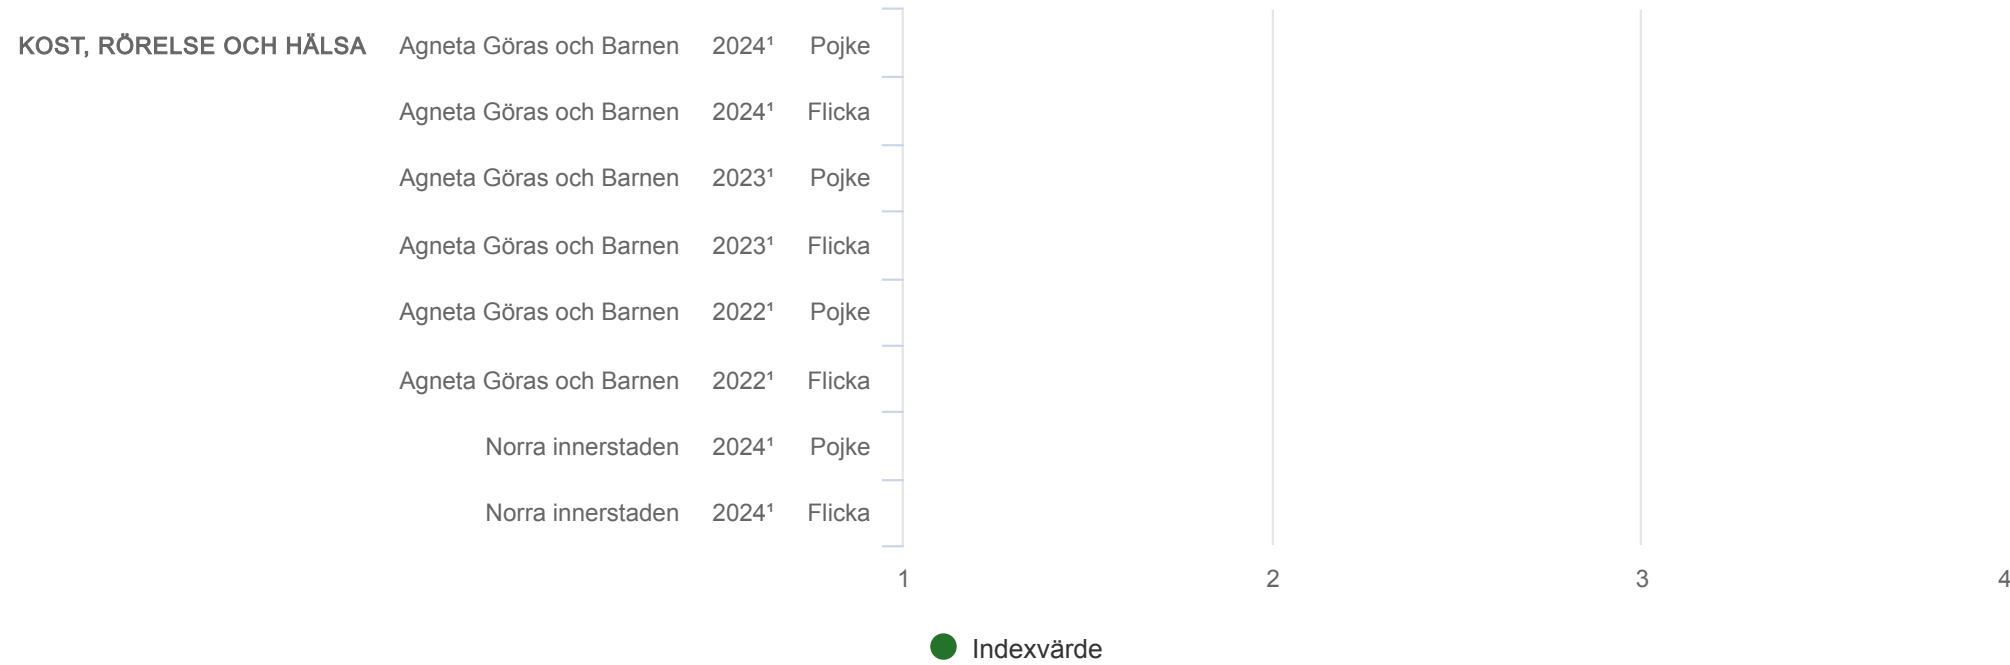 KOST, RÖRELSE OCH HÄLSA Agneta Göras och Barnen 2024¹ Pojke
Agneta Göras och Barnen 2024¹ Flicka
Agneta Göras och Barnen 2023¹ Pojke
Agneta Göras och Barnen 2023¹ Flicka
Agneta Göras och Barnen 2022¹ Pojke
Agneta Göras och Barnen 2022¹ Flicka
Norra innerstaden 2024¹ Pojke
Norra innerstaden 2024¹ Flicka
1 2 3 4
Indexvärde